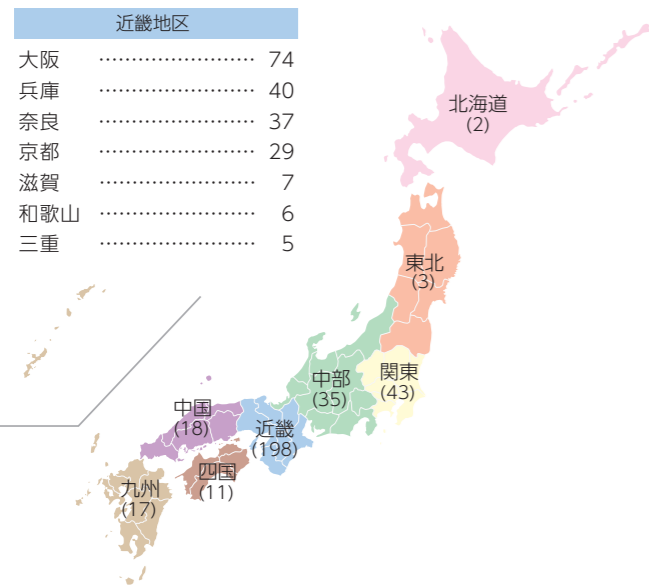 近畿地区
大阪 …………………… 74
兵庫 …………………… 40
奈良 …………………… 37
京都 …………………… 29
滋賀 …………………… 7
和歌山 …………………… 6
三重 …………………… 5
北海道
(2)
東北
(3)
関東
(43)
中部
(35)
近畿
(198)
中国
(18)
四国
(11)
九州
(17)